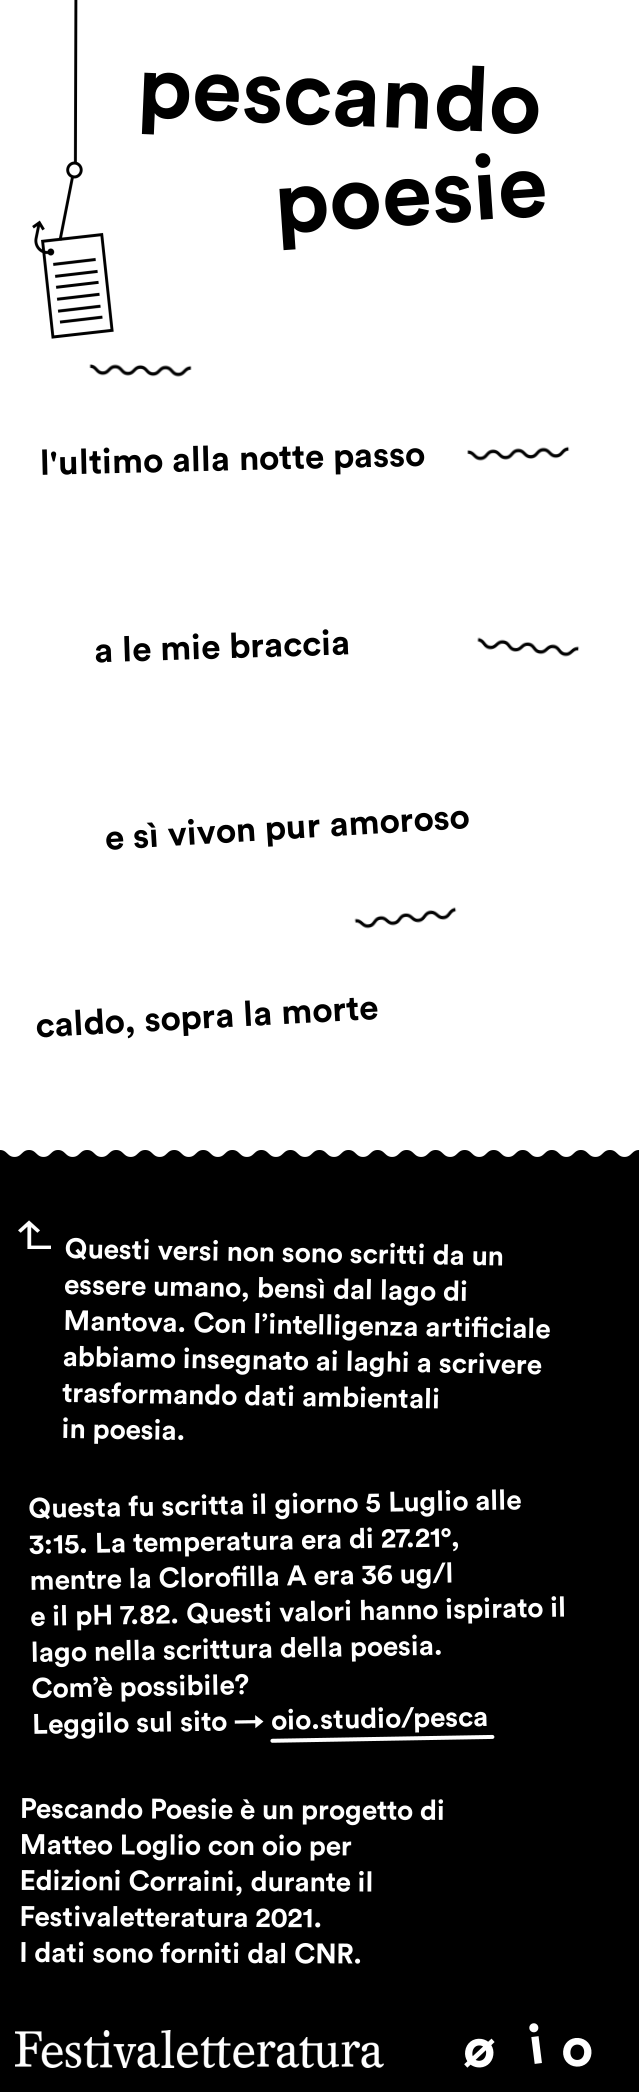 pescando
poesie
l'ultimo alla notte passo
a le mie braccia
e sì vivon pur amoroso
caldo, sopra la morte
Questi versi non sono scritti da un
essere umano, bensì dal lago di
Mantova. Con l’intelligenza artificiale
abbiamo insegnato ai laghi a scrivere
trasformando dati ambientali
in poesia.
Questa fu scritta il giorno 5 Luglio alle
3:15. La temperatura era di 27.21°,
mentre la Clorofilla A era 36 ug/l
e il pH 7.82. Questi valori hanno ispirato il
lago nella scrittura della poesia.
Com’è possibile?
Leggilo sul sito → oio.studio/pesca
Pescando Poesie è un progetto di
Matteo Loglio con oio per
Edizioni Corraini, durante il
Festivaletteratura 2021.
I dati sono forniti dal CNR.
Festivaletteratura ø i o